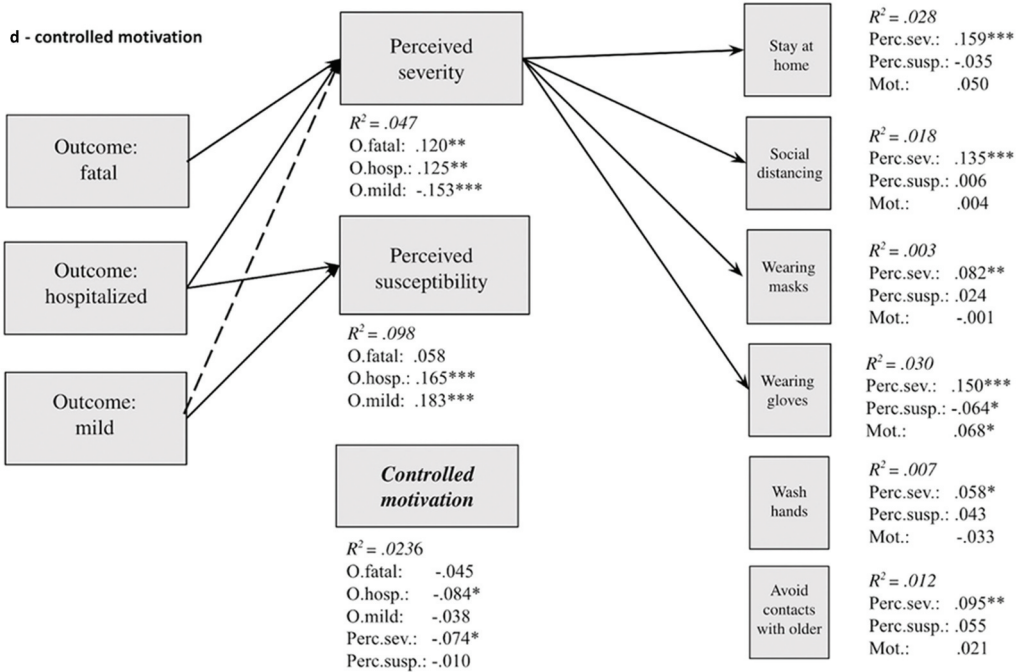 d - controlled motivation
Outcome:
fatal
Outcome:
hospitalized
Outcome:
mild
Perceived
severity
R² = .047
O.fatal: .120**
O.hosp.: .125**
O.mild: -.153***
Perceived
susceptibility
R² = .098
O.fatal: .058
O.hosp.: .165***
O.mild: .183***
Controlled
motivation
R² = .0236
O.fatal: -.045
O.hosp.: -.084*
O.mild: -.038
Perc.sev.: -.074*
Perc.susp.: -.010
Stay at
home
R² = .028
Perc.sev.: .159***
Perc.susp.: -.035
Mot.: .050
Social
distancing
R² = .018
Perc.sev.: .135***
Perc.susp.: .006
Mot.: .004
Wearing
masks
R² = .003
Perc.sev.: .082**
Perc.susp.: .024
Mot.: -.001
Wearing
gloves
R² = .030
Perc.sev.: .150***
Perc.susp.: -.064*
Mot.: .068*
Wash
hands
R² = .007
Perc.sev.: .058*
Perc.susp.: .043
Mot.: -.033
Avoid
contacts
with older
R² = .012
Perc.sev.: .095**
Perc.susp.: .055
Mot.: .021